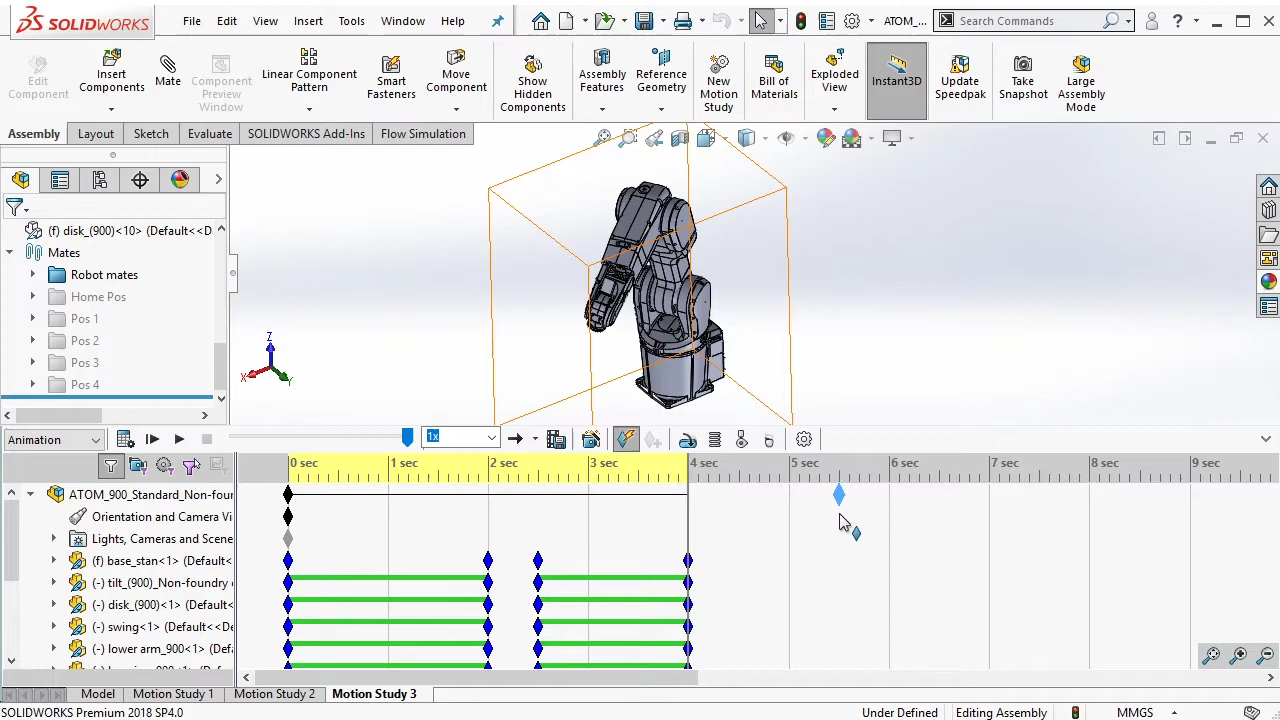 SOLIDWORKS
File Edit View Insert Tools Window Help
ATOM_...
Search Commands
Edit Component
Insert Components
Mate
Component Preview Window
Linear Component Pattern
Smart Fasteners
Move Component
Show Hidden Components
Assembly Features
Reference Geometry
New Motion Study
Bill of Materials
Exploded View
Instant3D
Update Speedpak
Take Snapshot
Large Assembly Mode
Assembly Layout Sketch Evaluate SOLIDWORKS Add-Ins Flow Simulation
(f) disk_(900)<10> (Default<<D
Mates
Robot mates
Home Pos
Pos 1
Pos 2
Pos 3
Pos 4
Z
X
Y
Animation
1x
0 sec 1 sec 2 sec 3 sec 4 sec 5 sec 6 sec 7 sec 8 sec 9 sec
ATOM_900_Standard_Non-four
Orientation and Camera Vi
Lights, Cameras and Scene
(f) base_stan<1> (Default<
(-) tilt_(900)_Non-foundry
(-) disk_(900)<1> (Default<
(-) swing<1> (Default<<De
(-) lower arm_900<1> (Def
Model Motion Study 1 Motion Study 2 Motion Study 3
SOLIDWORKS Premium 2018 SP4.0
Under Defined Editing Assembly MMGS